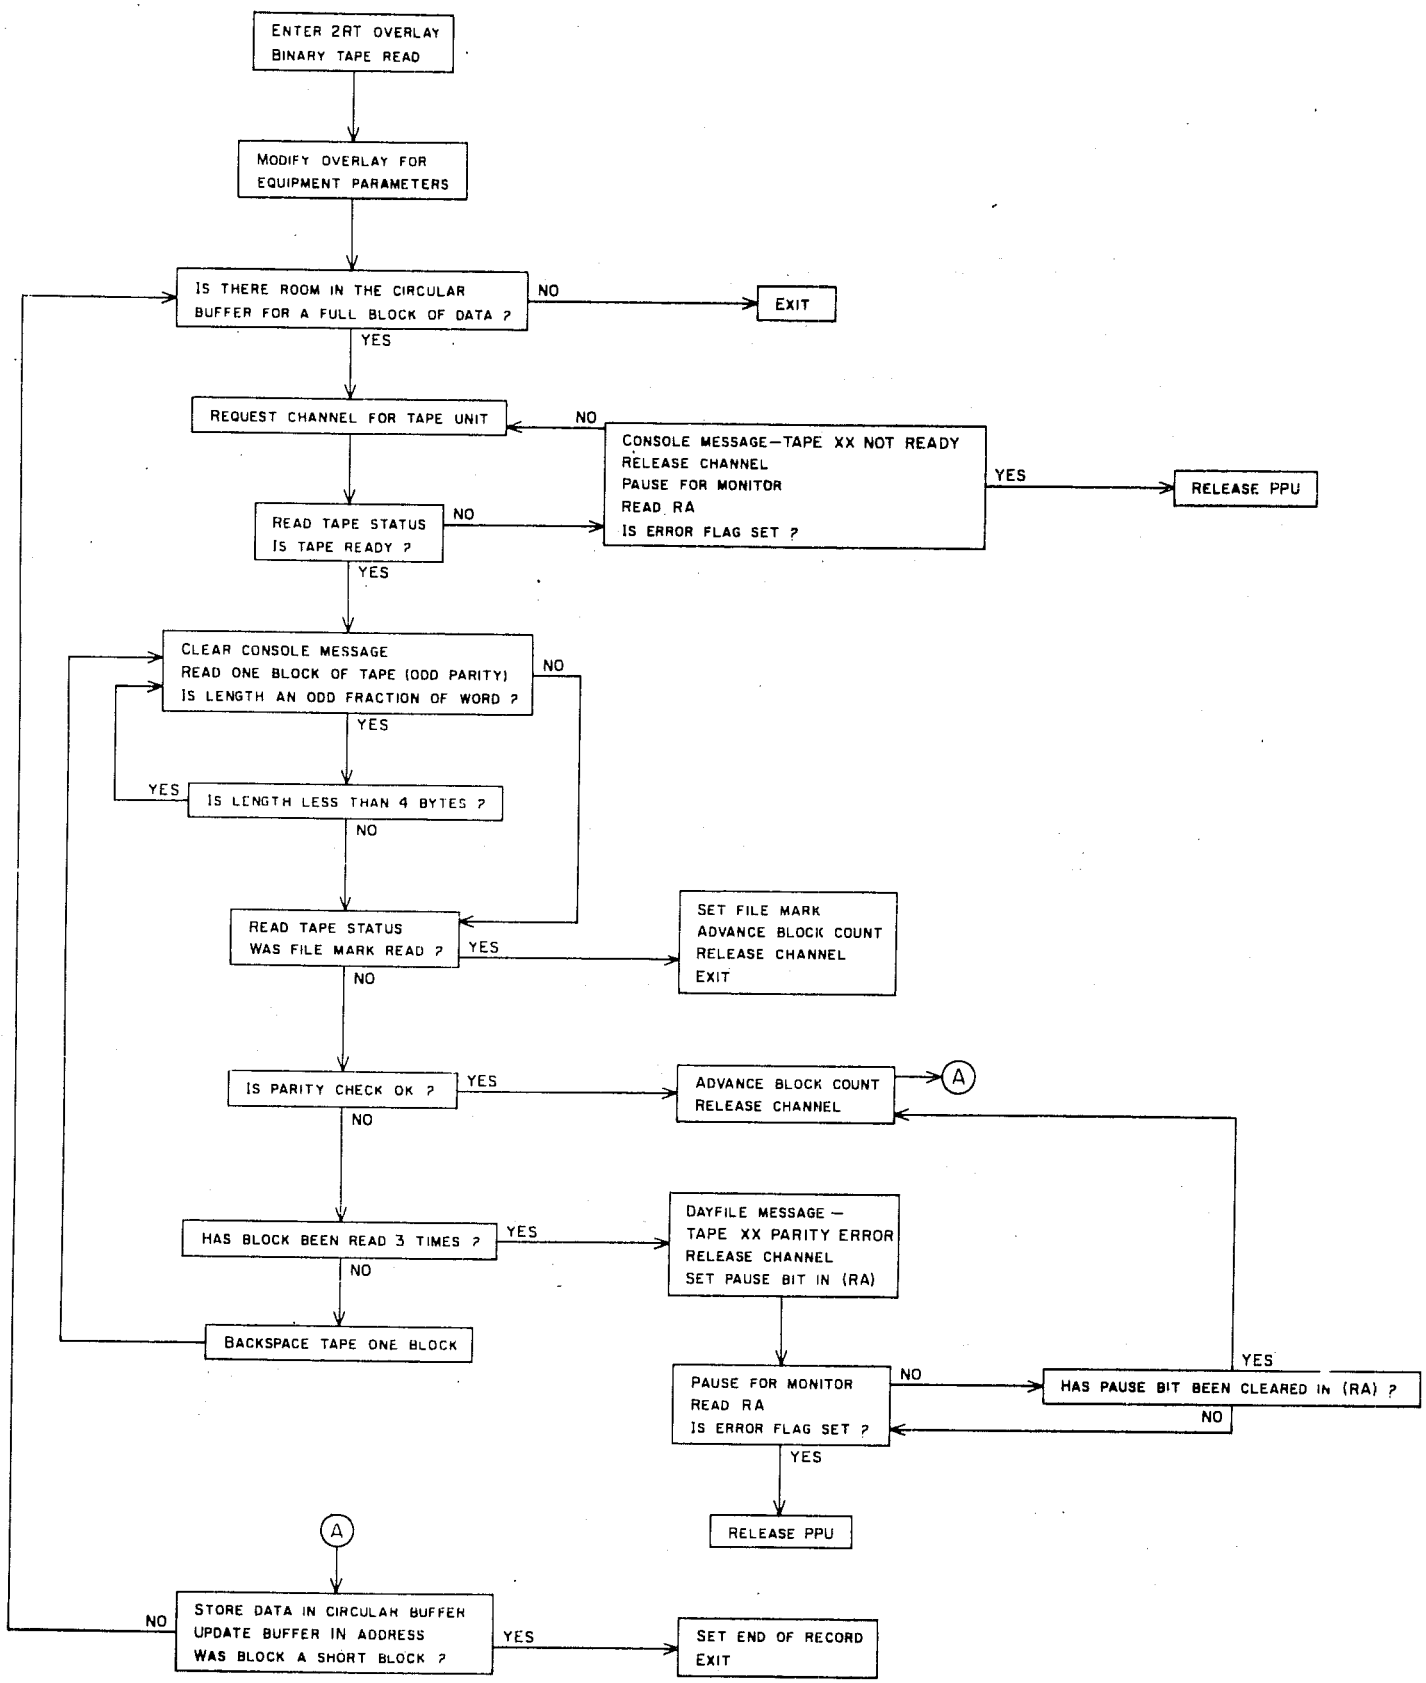 ENTER 2RT OVERLAY
BINARY TAPE READ
MODIFY OVERLAY FOR
EQUIPMENT PARAMETERS
IS THERE ROOM IN THE CIRCULAR
BUFFER FOR A FULL BLOCK OF DATA ?
NO
EXIT
YES
REQUEST CHANNEL FOR TAPE UNIT
NO
CONSOLE MESSAGE—TAPE XX NOT READY
RELEASE CHANNEL
PAUSE FOR MONITOR
READ RA
IS ERROR FLAG SET ?
YES
RELEASE PPU
READ TAPE STATUS
IS TAPE READY ?
NO
YES
CLEAR CONSOLE MESSAGE
READ ONE BLOCK OF TAPE (ODD PARITY)
IS LENGTH AN ODD FRACTION OF WORD ?
NO
YES
YES
IS LENGTH LESS THAN 4 BYTES ?
NO
READ TAPE STATUS
WAS FILE MARK READ ?
YES
SET FILE MARK
ADVANCE BLOCK COUNT
RELEASE CHANNEL
EXIT
NO
IS PARITY CHECK OK ?
YES
ADVANCE BLOCK COUNT
RELEASE CHANNEL
A
NO
HAS BLOCK BEEN READ 3 TIMES ?
YES
DAYFILE MESSAGE —
TAPE XX PARITY ERROR
RELEASE CHANNEL
SET PAUSE BIT IN (RA)
NO
BACKSPACE TAPE ONE BLOCK
PAUSE FOR MONITOR
READ RA
IS ERROR FLAG SET ?
NO
YES
HAS PAUSE BIT BEEN CLEARED IN (RA) ?
NO
YES
RELEASE PPU
A
NO
STORE DATA IN CIRCULAR BUFFER
UPDATE BUFFER IN ADDRESS
WAS BLOCK A SHORT BLOCK ?
YES
SET END OF RECORD
EXIT